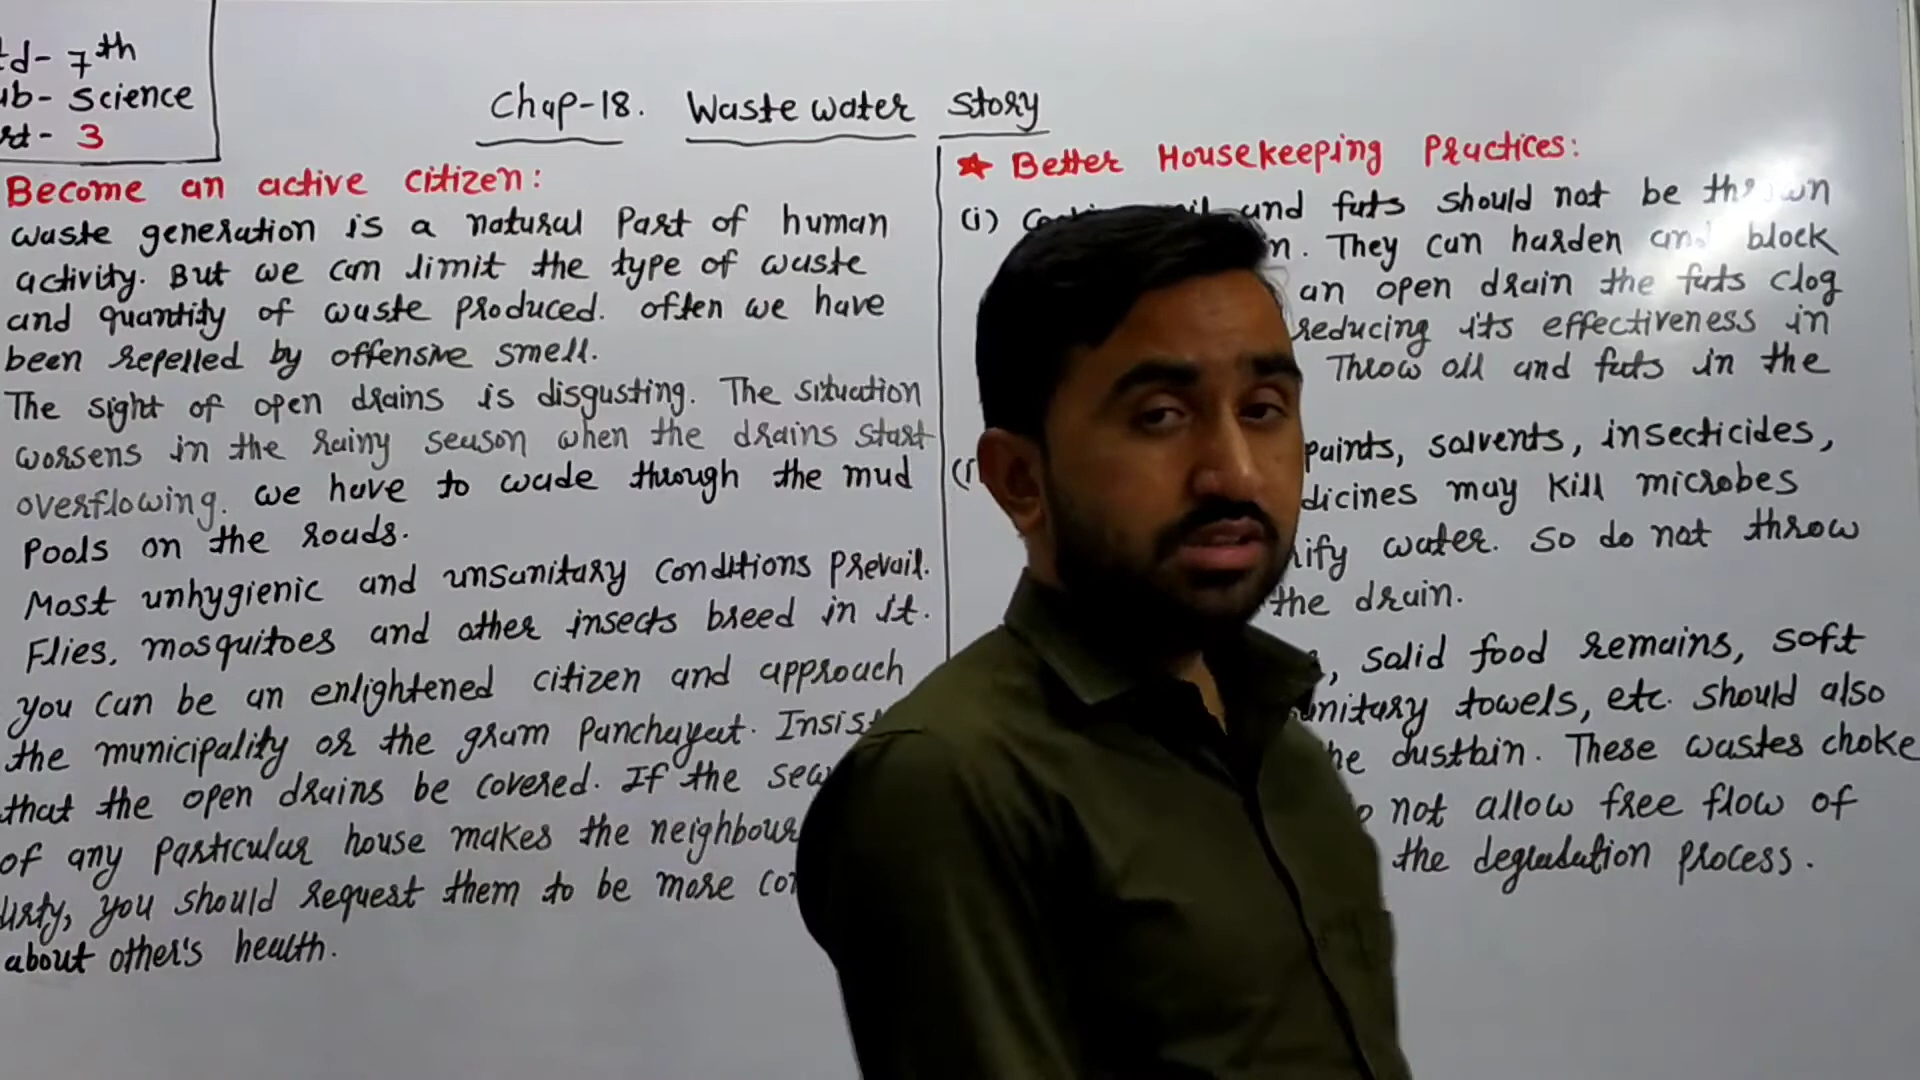 td- 7th
ub- Science
rt- 3
Chap-18. Waste water story
Become an active citizen:
waste generation is a natural Part of human
activity. But we can limit the type of waste
and quantity of waste produced. often we have
been repelled by offensive smell.
The sight of open drains is disgusting. The situation
worsens in the rainy season when the drains start
overflowing. we have to wade through the mud
Pools on the roads.
Most unhygienic and unsanitary conditions prevail.
Flies, mosquitoes and other insects breed in it.
you can be an enlightened citizen and approach
the municipality or the gram panchayat. Insis
that the open drains be covered. If the sew
of any particular house makes the neighbour
dirty, you should request them to be more con
about other's health.
★ Better Housekeeping Practices:
(i) and fats should not be thrown
n. They can harden and block
an open drain the fats clog
reducing its effectiveness in
Throw oil and fats in the
paints, solvents, insecticides,
dicines may kill microbes
rify water. so do not throw
the drain.
, solid food remains, soft
anitary towels, etc. should also
he dustbin. These wastes choke
o not allow free flow of
the degradation process.